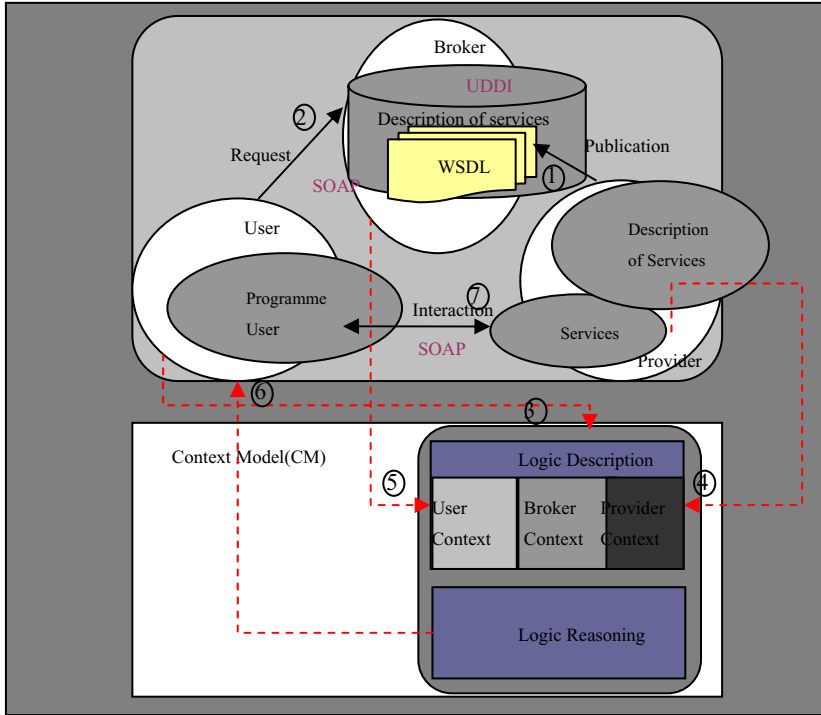 Broker
UDDI
②
Description of services
Request
WSDL
Publication
①
SOAP
User
Description
of Services
Programme
User
⑦
Interaction
SOAP
Services
Provider
⑥
③
Context Model(CM)
Logic Description
⑤
④
User
Context
Broker
Context
Provider
Context
Logic Reasoning